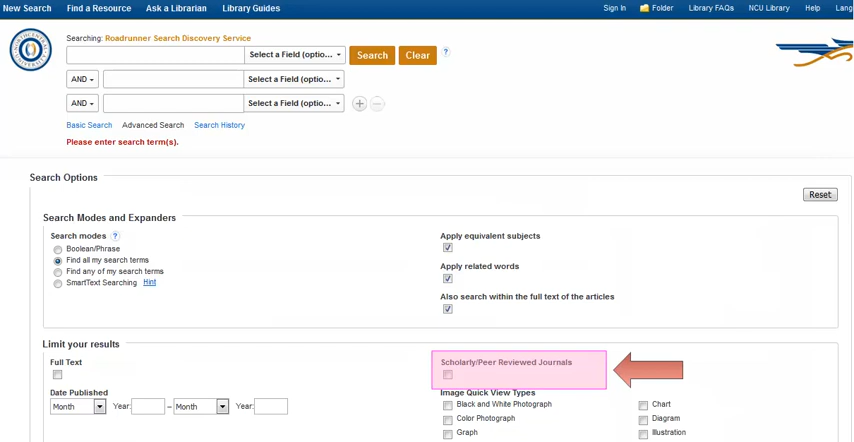 New Search Find a Resource Ask a Librarian Library Guides Sign In Folder Library FAQs NCU Library Help Lang
Searching: Roadrunner Search Discovery Service
Select a Field (optio... Search Clear ?
AND Select a Field (optio...
AND Select a Field (optio...
Basic Search Advanced Search Search History
Please enter search term(s).
Search Options
Reset
Search Modes and Expanders
Search modes ? Apply equivalent subjects
Boolean/Phrase
Find all my search terms
Find any of my search terms Apply related words
SmartText Searching Hint
Also search within the full text of the articles
Limit your results
Full Text Scholarly/Peer Reviewed Journals
Date Published Image Quick View Types
Month Year: – Month Year: Black and White Photograph Chart
Color Photograph Diagram
Graph Illustration